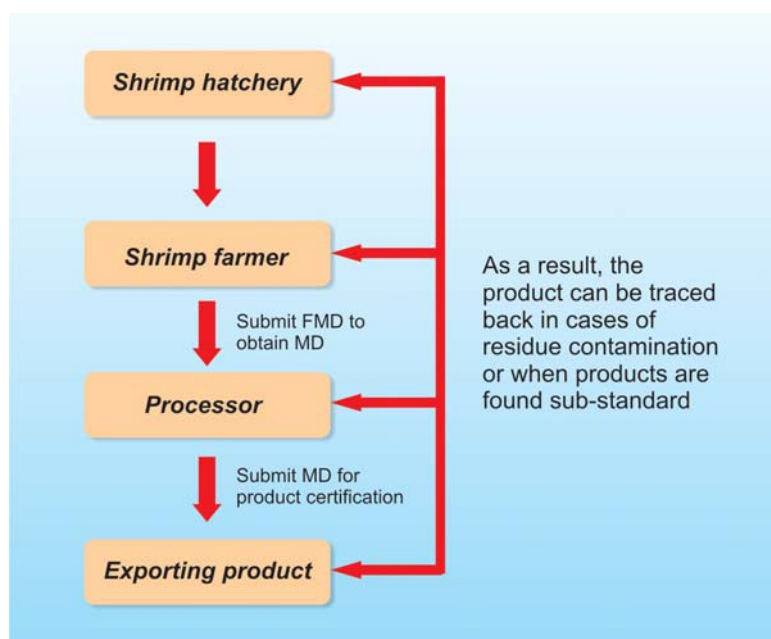 Shrimp hatchery
Shrimp farmer
Submit FMD to
obtain MD
Processor
Submit MD for
product certification
Exporting product
As a result, the
product can be traced
back in cases of
residue contamination
or when products are
found sub-standard